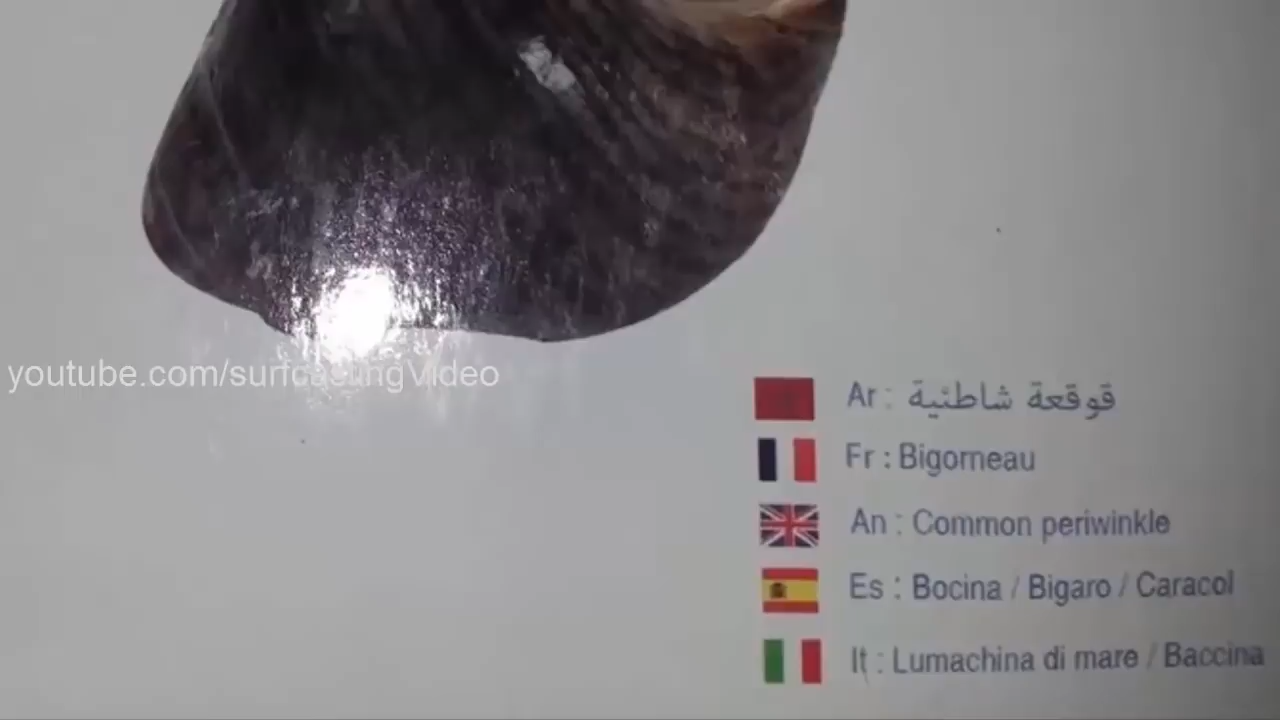 youtube.com/surfcastingVideo
Ar : قوقعة شاطئية
Fr : Bigorneau
An : Common periwinkle
Es : Bocina / Bigaro / Caracol
It : Lumachina di mare / Baccina